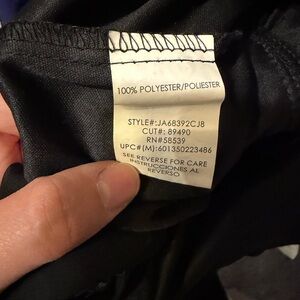 100% POLYESTER/POLIESTER
STYLE#:JA68392CJ8
CUT#: 89490
RN#58539
UPC#(M):601350223486
SEE REVERSE FOR CARE
INSTRUCCIONES AL
REVERSO